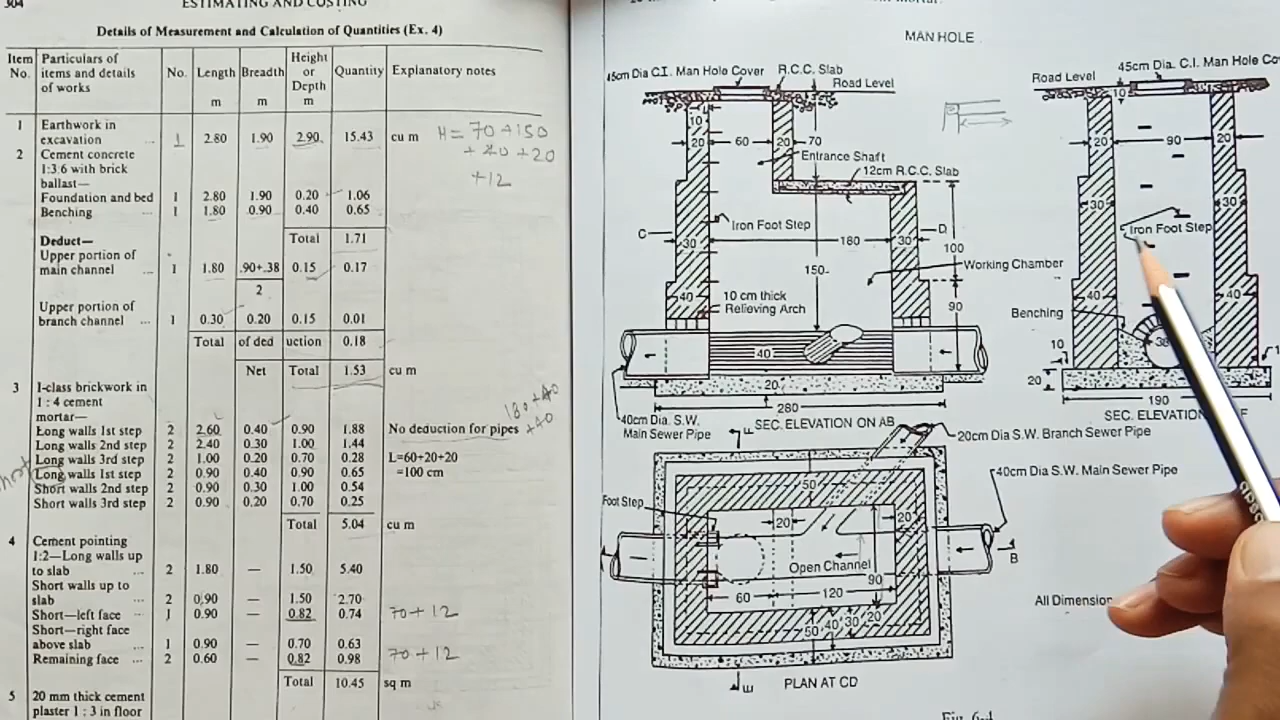 304
ESTIMATING AND COSTING
Details of Measurement and Calculation of Quantities (Ex. 4)
Item No. Particulars of items and details of works No. Length m Breadth m Height or Depth m Quantity Explanatory notes
1 Earthwork in
excavation ... 1 2.80 1.90 2.90 15.43 cu m H = 70+150
+40+20
+12
2 Cement concrete
1:3:6 with brick
ballast—
Foundation and bed 1 2.80 1.90 0.20 1.06
Benching ... 1 1.80 0.90 0.40 0.65
Total 1.71
Deduct—
Upper portion of
main channel ... 1 1.80 .90+.38 0.15 0.17
2
Upper portion of
branch channel ... 1 0.30 0.20 0.15 0.01
Total of ded uction 0.18
Net Total 1.53 cu m
3 I-class brickwork in
1 : 4 cement
mortar—
180+40
+40
Long walls 1st step 2 2.60 0.40 0.90 1.88 No deduction for pipes
Long walls 2nd step 2 2.40 0.30 1.00 1.44
Long walls 3rd step 2 1.00 0.20 0.70 0.28 L=60+20+20
Long walls 1st step 2 0.90 0.40 0.90 0.65 =100 cm
Short walls 2nd step 2 0.90 0.30 1.00 0.54
Short walls 3rd step 2 0.90 0.20 0.70 0.25
Total 5.04 cu m
4 Cement pointing
1:2—Long walls up
to slab ... 2 1.80 — 1.50 5.40
Short walls up to
slab ... 2 0.90 — 1.50 2.70
Short—left face ... 1 0.90 — 0.82 0.74 70+12
Short—right face
above slab ... 1 0.90 — 0.70 0.63
Remaining face ... 2 0.60 — 0.82 0.98 70+12
Total 10.45 sq m
5 20 mm thick cement
plaster 1 : 3 in floor
MAN HOLE
45cm Dia C.I. Man Hole Cover
R.C.C. Slab
Road Level
10
20 60 20 70
Entrance Shaft
12cm R.C.C. Slab
C
Iron Foot Step
D
30 180 30 100
150
Working Chamber
40
10 cm thick
Relieving Arch
90
40
20
280
40cm Dia S.W.
Main Sewer Pipe
SEC. ELEVATION ON AB
45cm Dia. C.I. Man Hole
Road Level
10
20 90 20
30 30
Iron Foot Step
40 40
Benching
38
10
20
190
SEC. ELEVATION
F
20cm Dia S.W Branch Sewer Pipe
40cm Dia S.W Main Sewer Pipe
50
Foot Step
20 20
B
Open Channel
90
60 120
50 40 30 20
E
PLAN AT CD
All Dimension